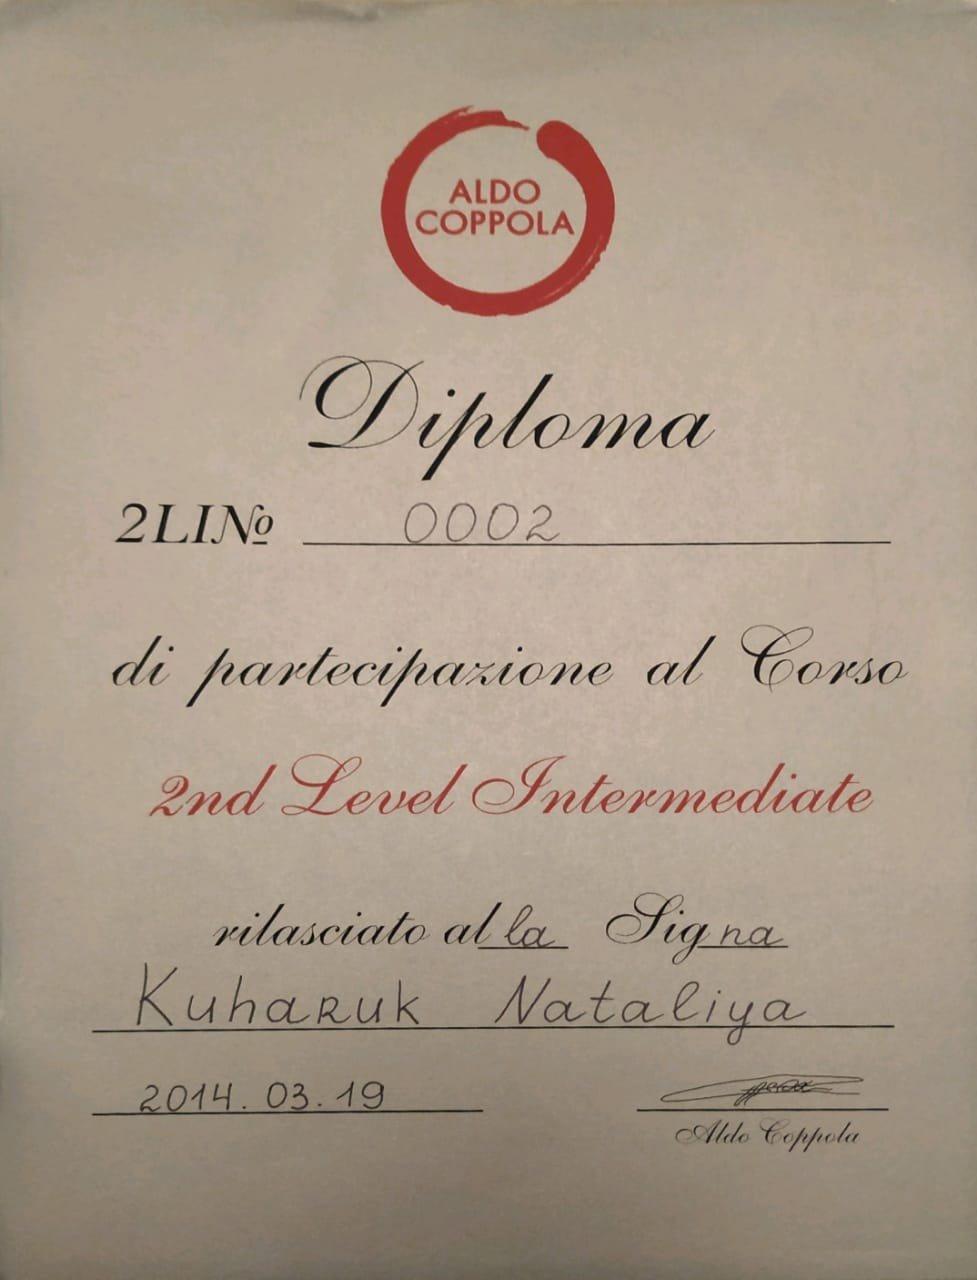 ALDO
COPPOLA
Diploma
2LI№ 0002
di partecipazione al Corso
2nd Level Intermediate
rilasciato al la Sig na
Kuharuk Nataliya
2014.03.19
Aldo Coppola